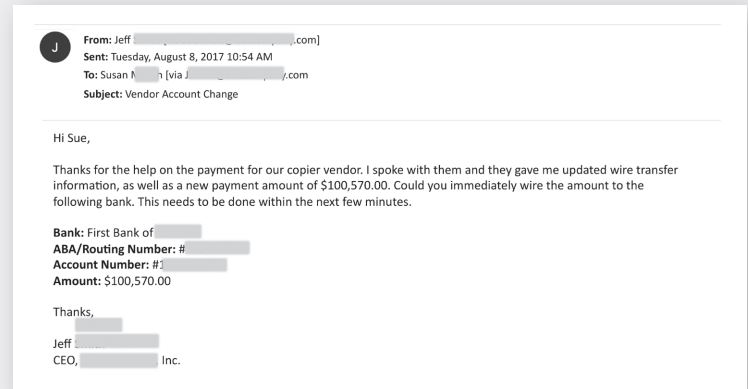 J
From: Jeff .com]
Sent: Tuesday, August 8, 2017 10:54 AM
To: Susan [via J .com
Subject: Vendor Account Change
Hi Sue,
Thanks for the help on the payment for our copier vendor. I spoke with them and they gave me updated wire transfer
information, as well as a new payment amount of $100,570.00. Could you immediately wire the amount to the
following bank. This needs to be done within the next few minutes.
Bank: First Bank of
ABA/Routing Number: #
Account Number: #1
Amount: $100,570.00
Thanks,
Jeff
CEO, Inc.